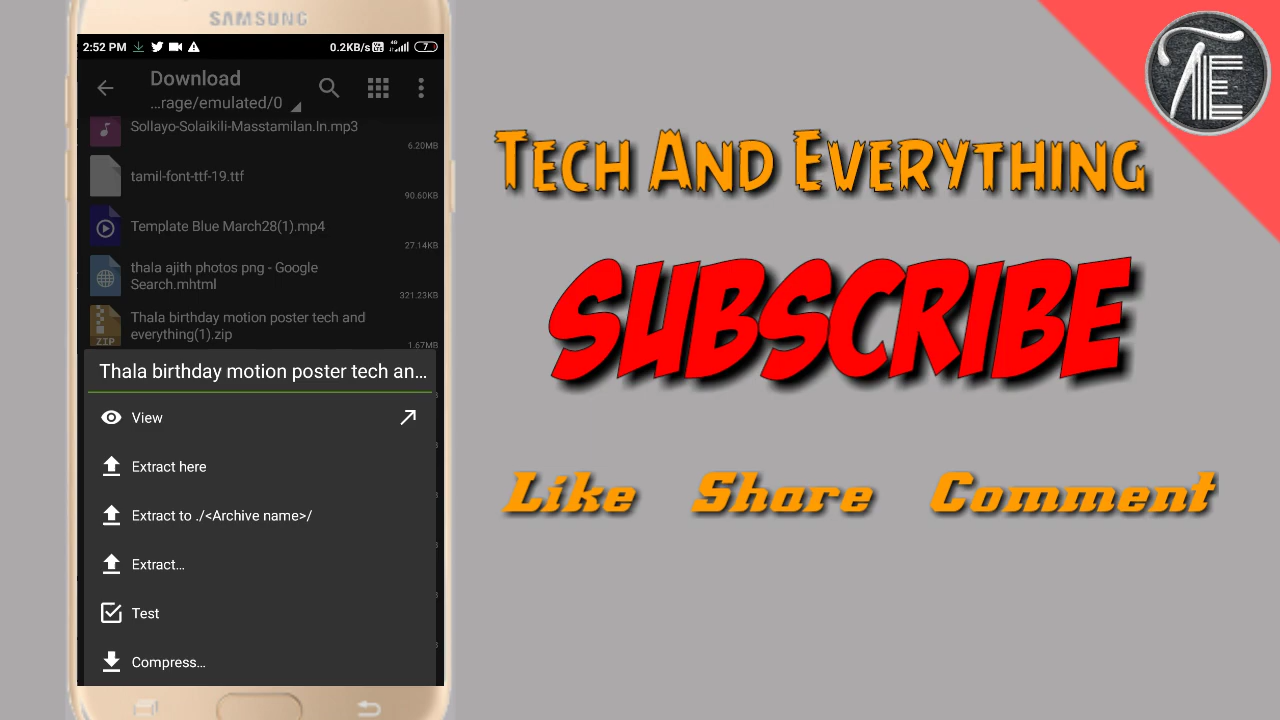 SAMSUNG
2:52 PM
0.2KB/s
4G
7
Download
...rage/emulated/0
Sollayo-Solaikili-Masstamilan.In.mp3
6.20MB
tamil-font-ttf-19.ttf
90.60KB
Template Blue March28(1).mp4
27.14KB
thala ajith photos png - Google
Search.mhtml
321.23KB
Thala birthday motion poster tech and
everything(1).zip
ZIP
1.67MB
Thala birthday motion poster tech an...
View
Extract here
Extract to ./<Archive name>/
Extract...
Test
Compress...
TE
Tech And Everything
SUBSCRIBE
Like Share Comment